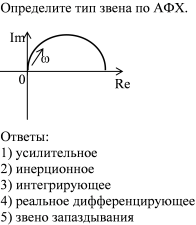 Определите тип звена по АФХ.
Im
ω
0
Re
Ответы:
1) усилительное
2) инерционное
3) интегрирующее
4) реальное дифференцирующее
5) звено запаздывания